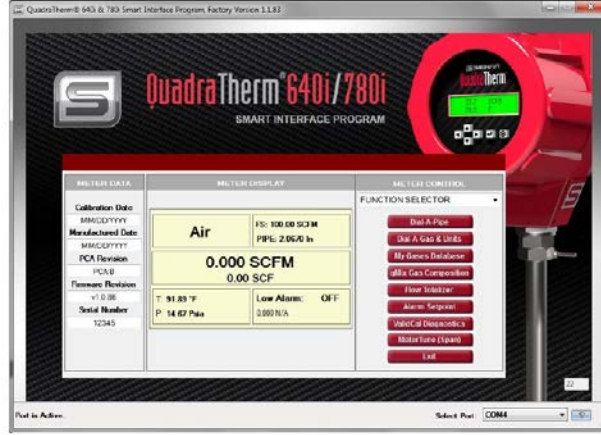 QuadraTherm® 640i & 780i Smart Interface Program, Factory Version 1.1.83
QuadraTherm® 640i/780i
SMART INTERFACE PROGRAM
METER DATA
METER DISPLAY
METER CONTROL
Calibration Date
MM/DD/YYYY
Manufactured Date
MM/DD/YYYY
PCA Revision
PCA B
Firmware Revision
v1.0.86
Serial Number
12345
Air
FS: 100.00 SCFM
PIPE: 2.0670 In
0.000 SCFM
0.00 SCF
T: 91.89 °F
P: 14.67 Psia
Low Alarm: OFF
0.000 N/A
FUNCTION SELECTOR
Dial-A-Pipe
Dial-A-Gas & Units
My Gases Database
qMix Gas Composition
Flow Totalizer
Alarm Setpoint
ValidCal Diagnostics
MeterTune (Span)
Exit
Therm
22
Port is Active.
Select Port:
COM4